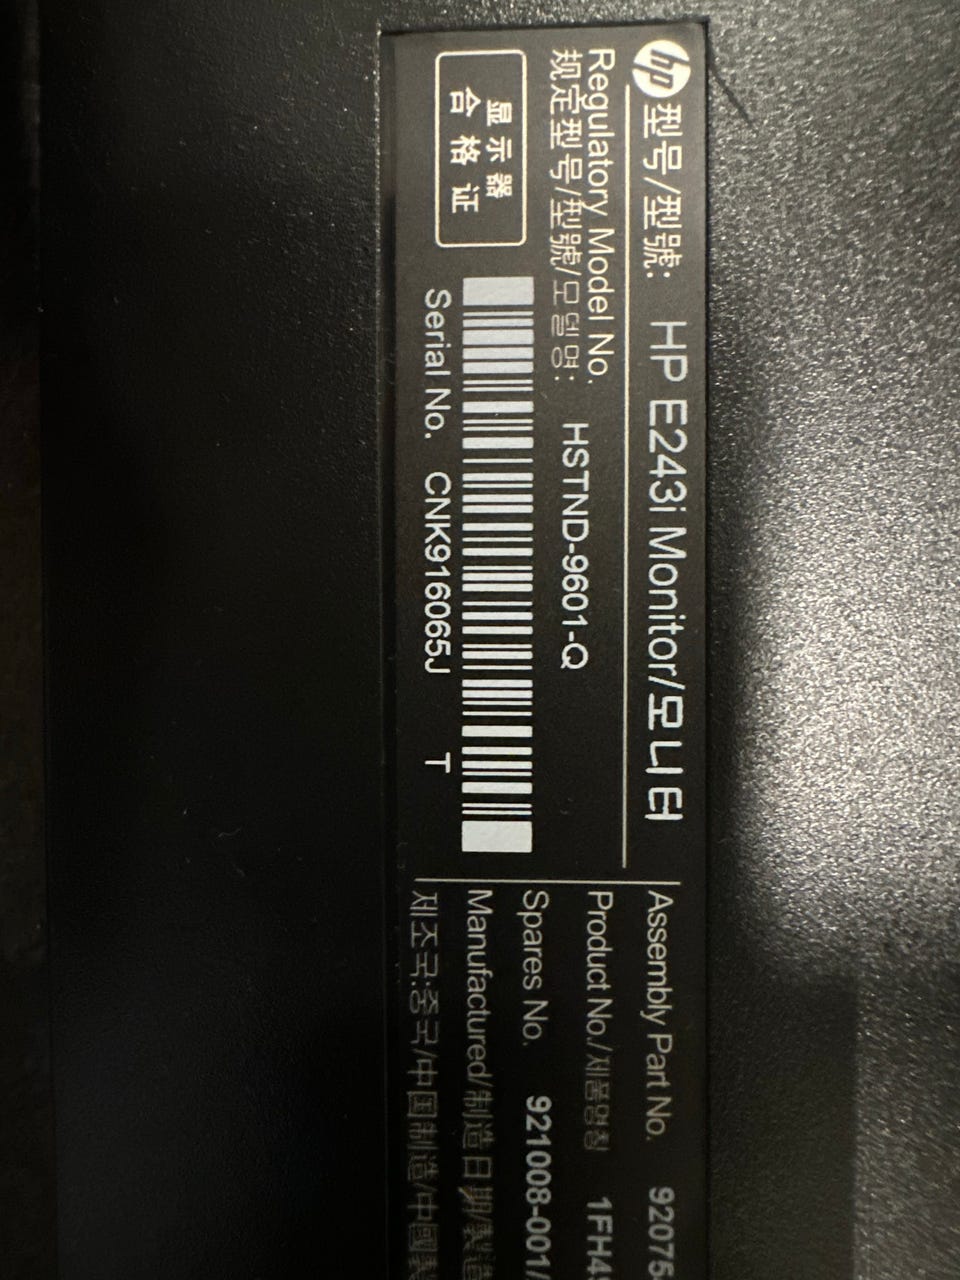 hp 型号/型號: HP E243i Monitor/모니터
Regulatory Model No.
规定型号/型號/모델명: HSTND-9601-Q
显示器
合格证
Serial No. CNK916065J T
Assembly Part No. 92075
Product No./제품명칭 1FH4
Spares No. 921008-001/
Manufactured/制造日期/製造
제조국:중국/中国制造/中國製